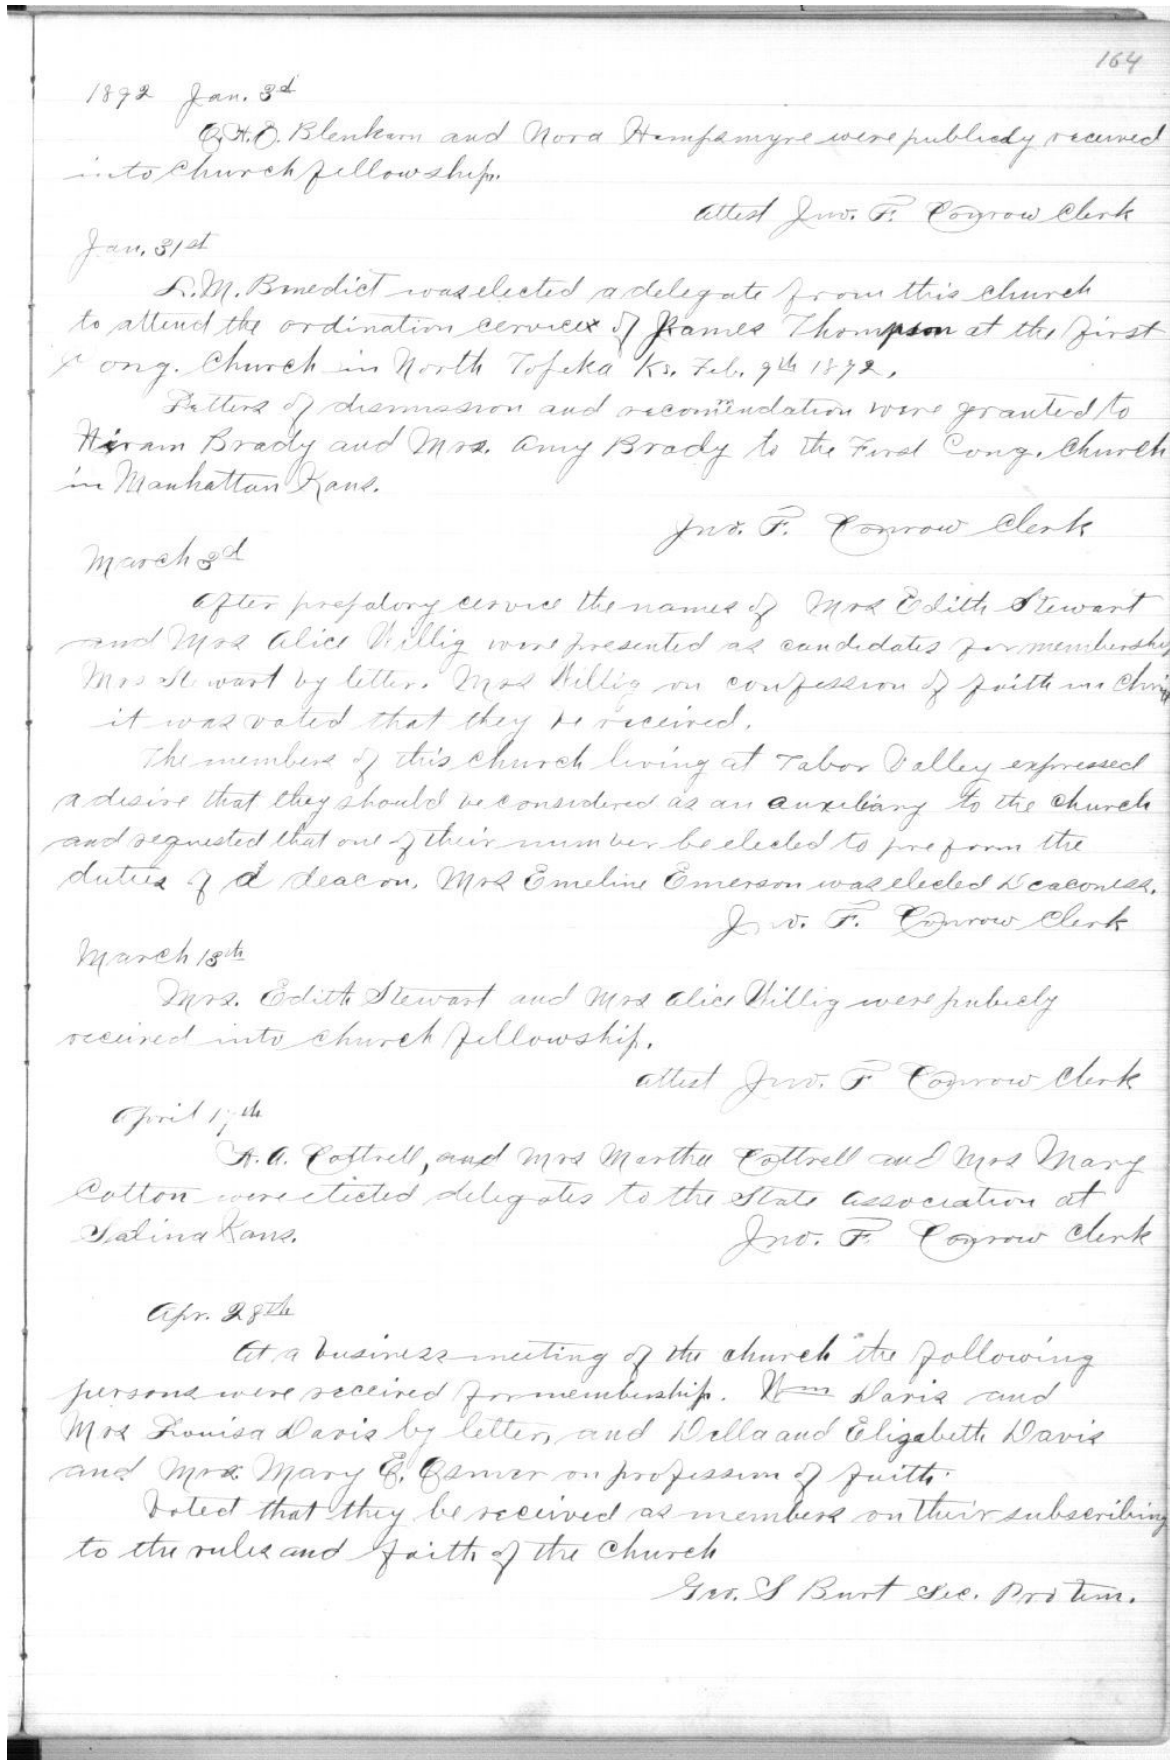 164
1892 Jan. 3d
Blenkarn and Nora Hempsmyre were publicly received
into church fellowship.
attest Jno. F. Conrow Clerk
Jan. 31st
L. M. Benedict was elected a delegate from this church
to attend the ordination cervices of James Thompson at the first
Cong. Church in North Topeka Ks. Feb. 9th 1892.
Letters of dismission and recomendation were granted to
Hiram Brady and Mrs. Amy Brady to the First Cong. Church
in Manhattan Kans.
Jno. F. Conrow Clerk
March 3d
After prepatory cervice the names of Mrs Edith Stewart
and Mrs Alice Willig were presented as candidates for membership
Mrs Stewart by letter. Mrs Willig on confession of faith in Christ
it was voted that they be received.
The members of this church living at Tabor Valley expressed
a desire that they should be considered as an auxiliary to the church
and requested that one of their number be elected to preform the
duties of a deacon. Mrs Emeline Emerson was elected Deaconess.
Jno. F. Conrow Clerk
March 13th
Mrs. Edith Stewart and Mrs Alice Willig were publicly
received into church fellowship.
attest Jno. F Conrow Clerk
April 17th
H. A. Cottrell, and Mrs Martha Cottrell and Mrs Mary
Cotton were elected delegates to the State Association at
Salina Kans. Jno. F. Conrow Clerk
Apr. 28th
At a business meeting of the church the following
persons were received for membership. Wm Davis and
Mrs Louisa Davis by letter, and Della and Elizabeth Davis
and Mrs Mary E. on profession of faith.
Voted that they be received as members on their subscribing
to the rules and faith of the Church
Geo. S Burt Sec. Pro tem.